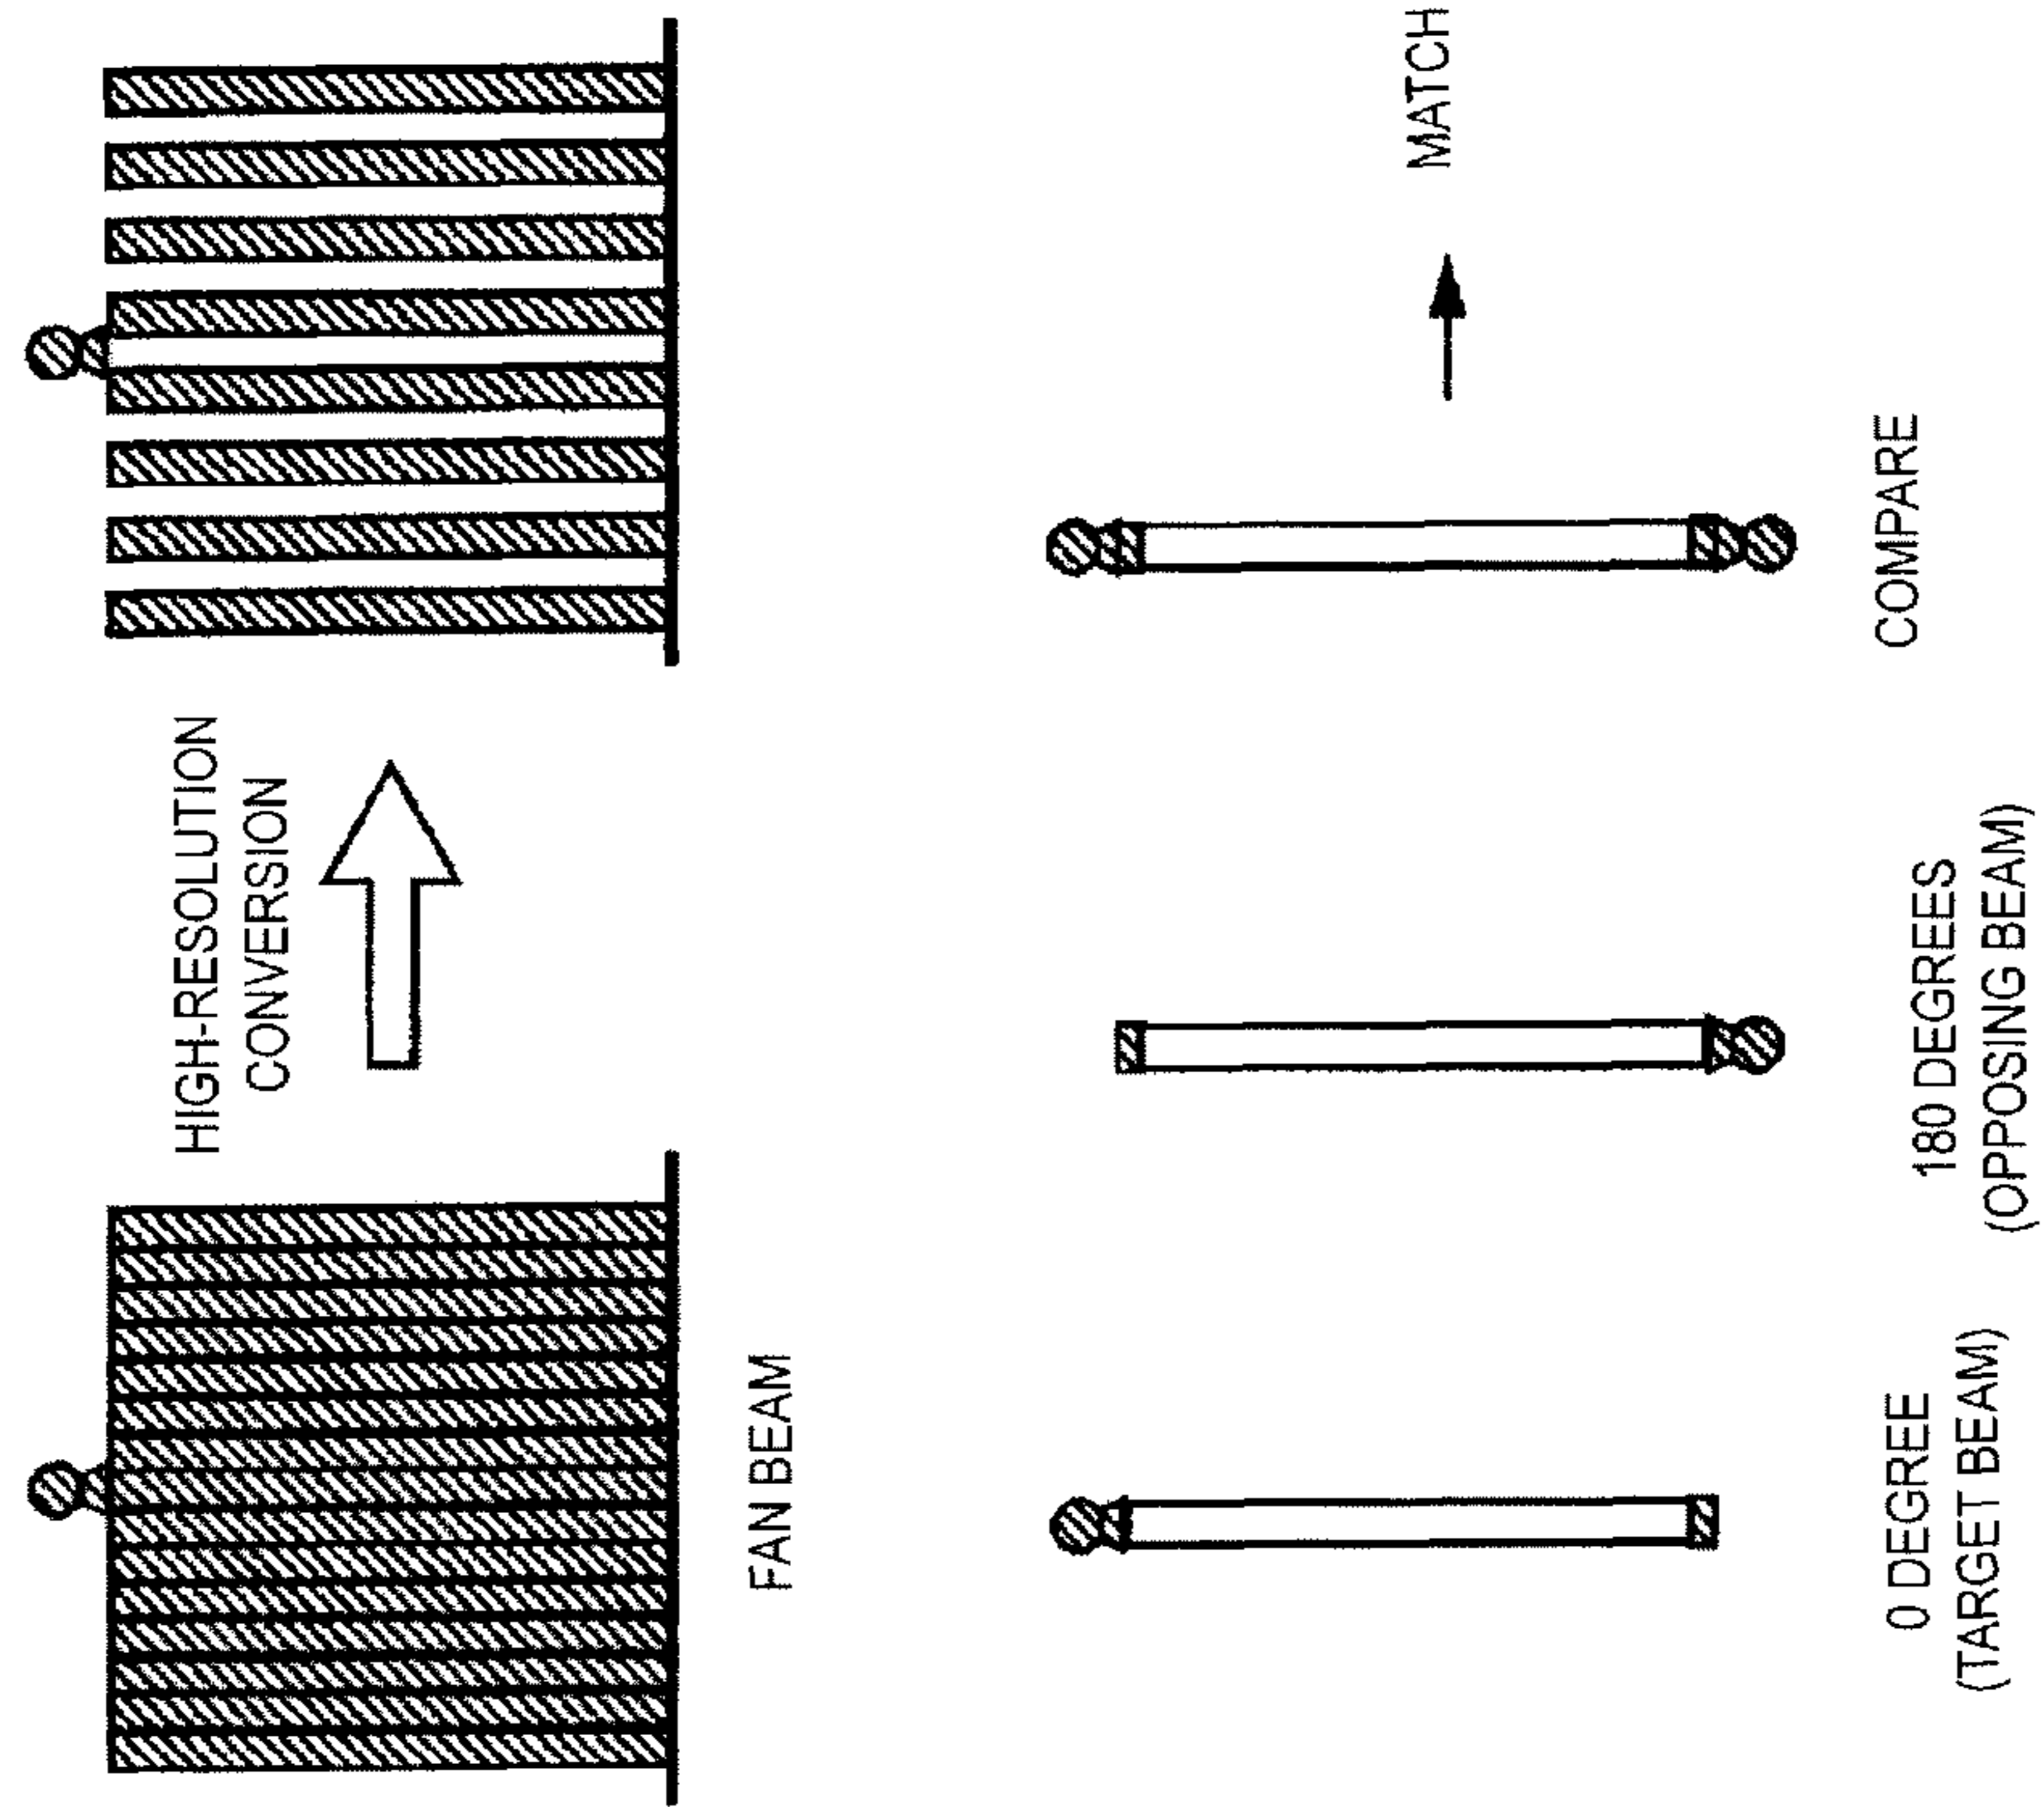 HIGH-RESOLUTION
CONVERSION
FAN BEAM
MATCH
0 DEGREE
(TARGET BEAM)
180 DEGREES
(OPPOSING BEAM)
COMPARE